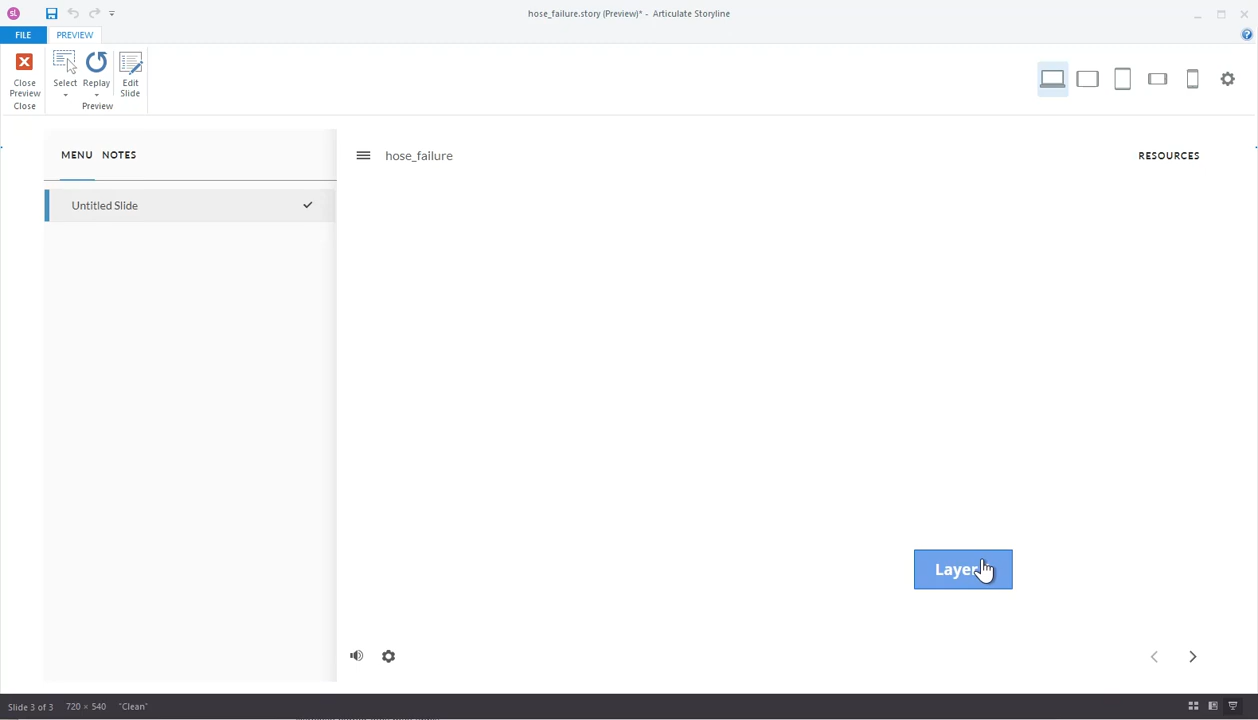 hose_failure.story (Preview)* - Articulate Storyline
FILE
PREVIEW
Close
Preview
Select
Replay
Edit
Slide
Close
Preview
MENU
NOTES
hose_failure
RESOURCES
Untitled Slide
Layer
Slide 3 of 3
720 × 540
"Clean"